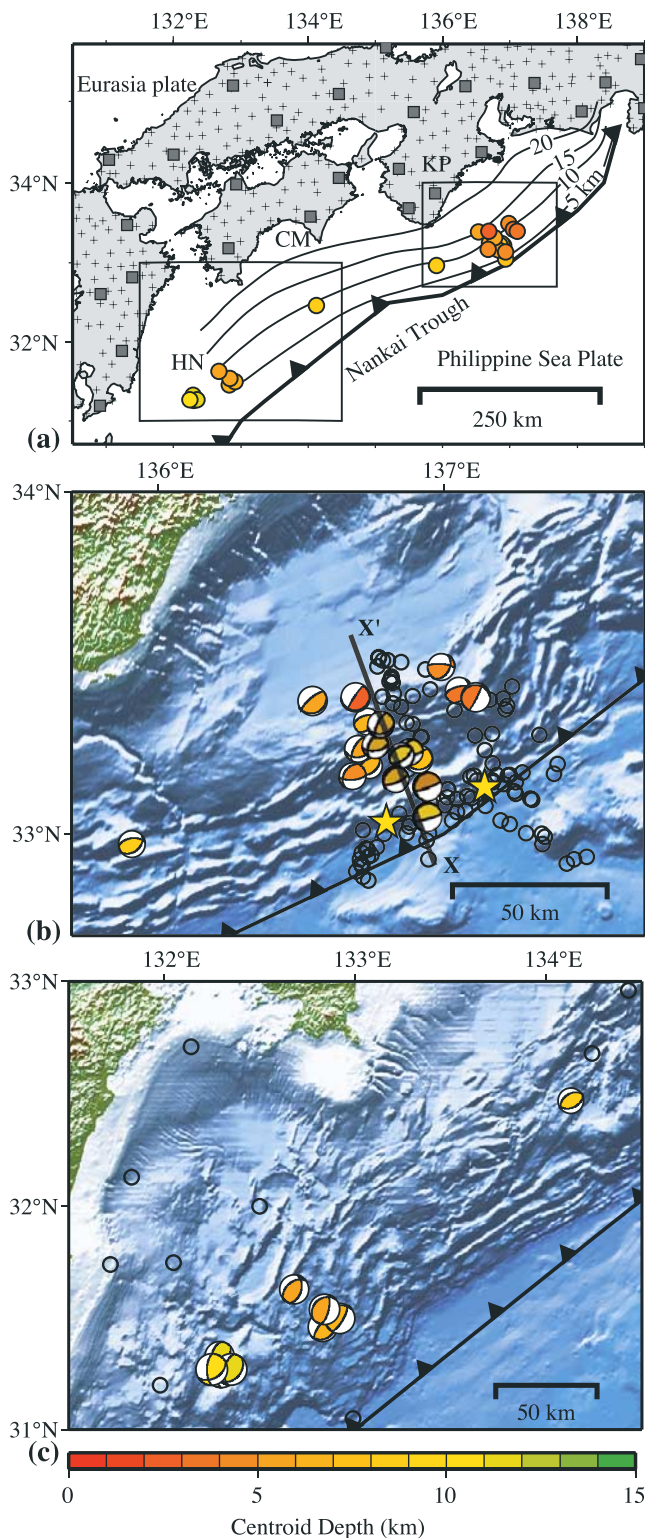 132°E 134°E 136°E 138°E
Eurasia plate
34°N
32°N
KP
CM
HN
20
15
10
5 km
Nankai Trough
Philippine Sea Plate
250 km
(a)
136°E 137°E
34°N
33°N
X'
X
50 km
(b)
132°E 133°E 134°E
33°N
32°N
31°N
50 km
(c)
0 5 10 15
Centroid Depth (km)